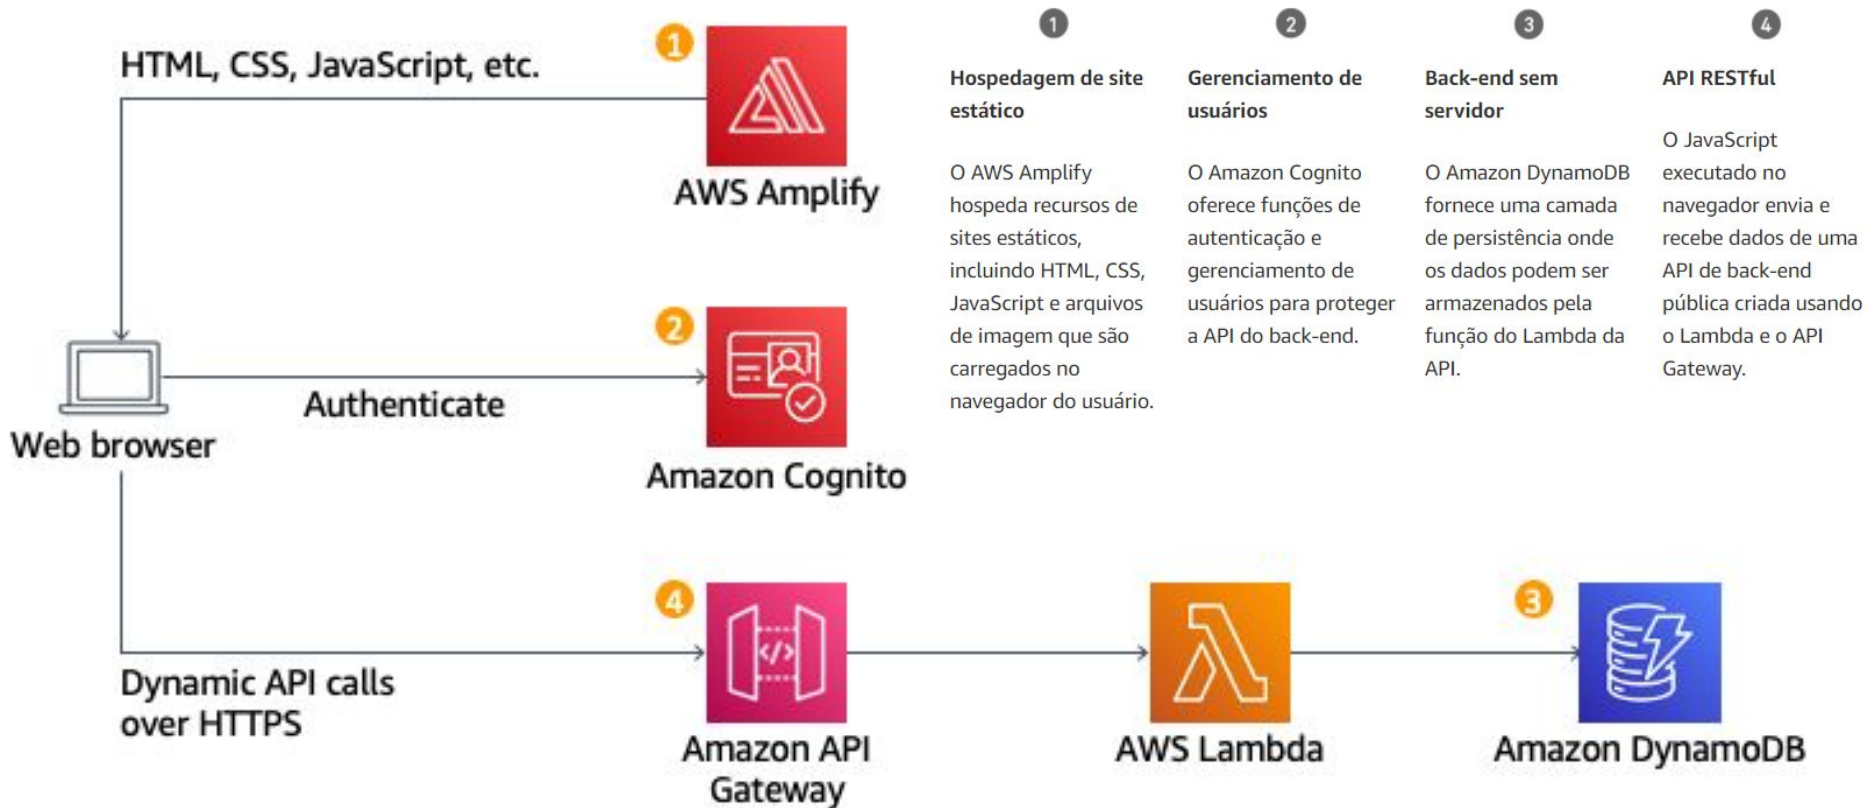 HTML, CSS, JavaScript, etc.
1
AWS Amplify
2
Web browser
Authenticate
Amazon Cognito
Dynamic API calls
over HTTPS
4
Amazon API
Gateway
</>
AWS Lambda
3
Amazon DynamoDB
1
Hospedagem de site
estático
O AWS Amplify
hospeda recursos de
sites estáticos,
incluindo HTML, CSS,
JavaScript e arquivos
de imagem que são
carregados no
navegador do usuário.
2
Gerenciamento de
usuários
O Amazon Cognito
oferece funções de
autenticação e
gerenciamento de
usuários para proteger
a API do back-end.
3
Back-end sem
servidor
O Amazon DynamoDB
fornece uma camada
de persistência onde
os dados podem ser
armazenados pela
função do Lambda da
API.
4
API RESTful
O JavaScript
executado no
navegador envia e
recebe dados de uma
API de back-end
pública criada usando
o Lambda e o API
Gateway.